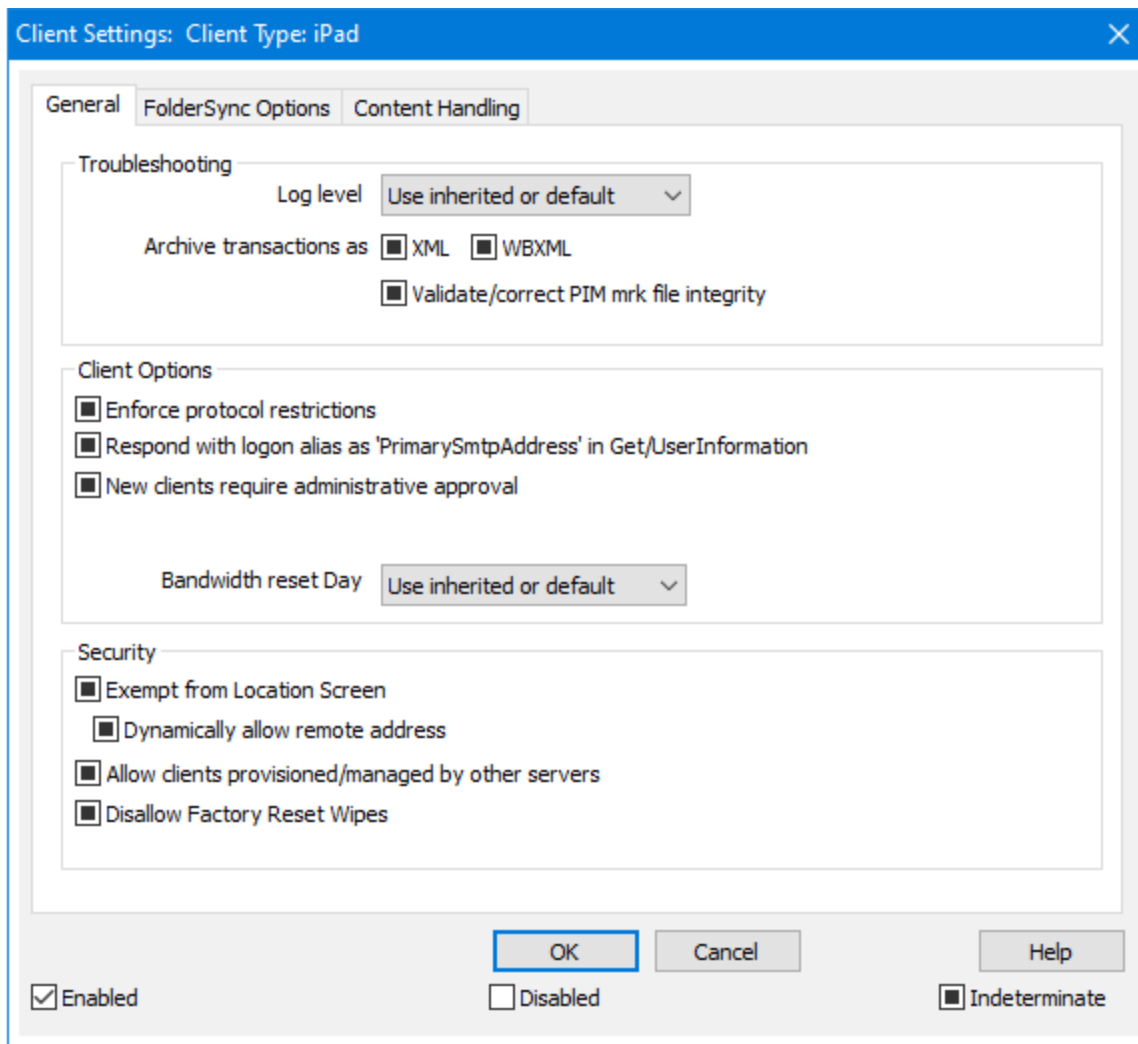 Client Settings: Client Type: iPad
General FolderSync Options Content Handling
Troubleshooting
Log level Use inherited or default
Archive transactions as XML WBXML
Validate/correct PIM mrk file integrity
Client Options
Enforce protocol restrictions
Respond with logon alias as 'PrimarySmtpAddress' in Get/UserInformation
New clients require administrative approval
Bandwidth reset Day Use inherited or default
Security
Exempt from Location Screen
Dynamically allow remote address
Allow clients provisioned/managed by other servers
Disallow Factory Reset Wipes
OK Cancel Help
Enabled Disabled Indeterminate